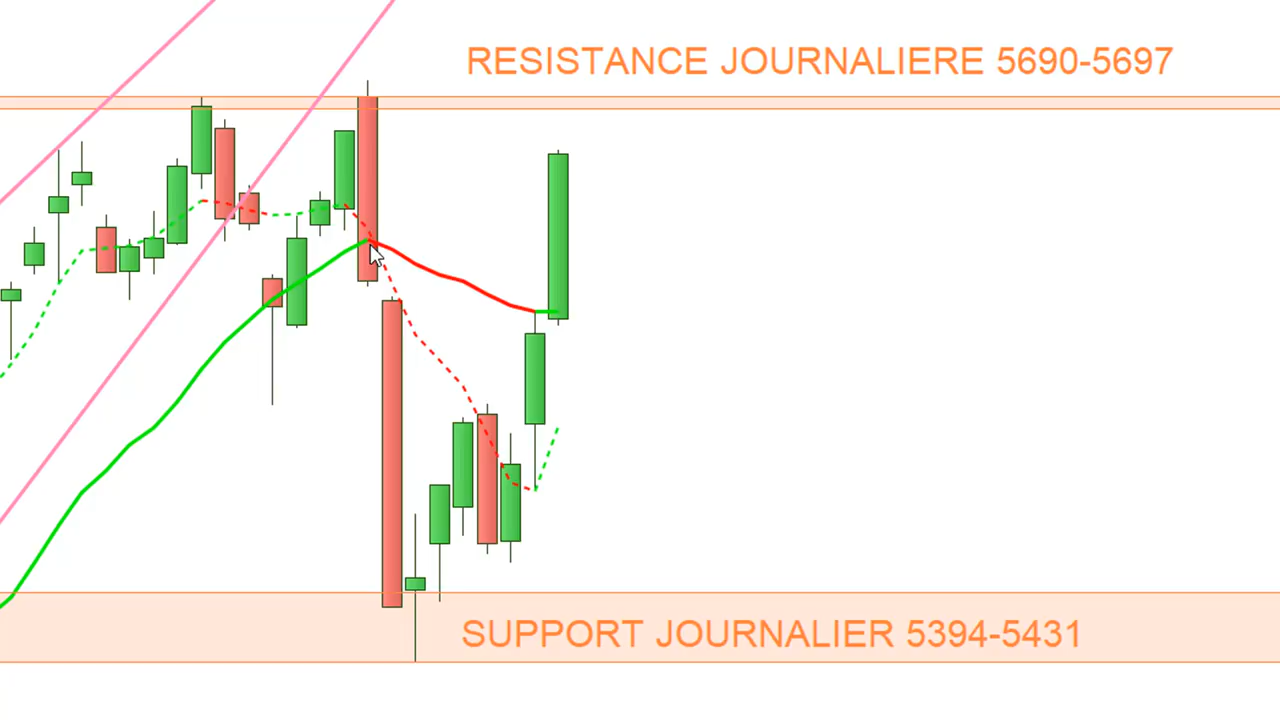 RESISTANCE JOURNALIERE 5690-5697
SUPPORT JOURNALIER 5394-5431